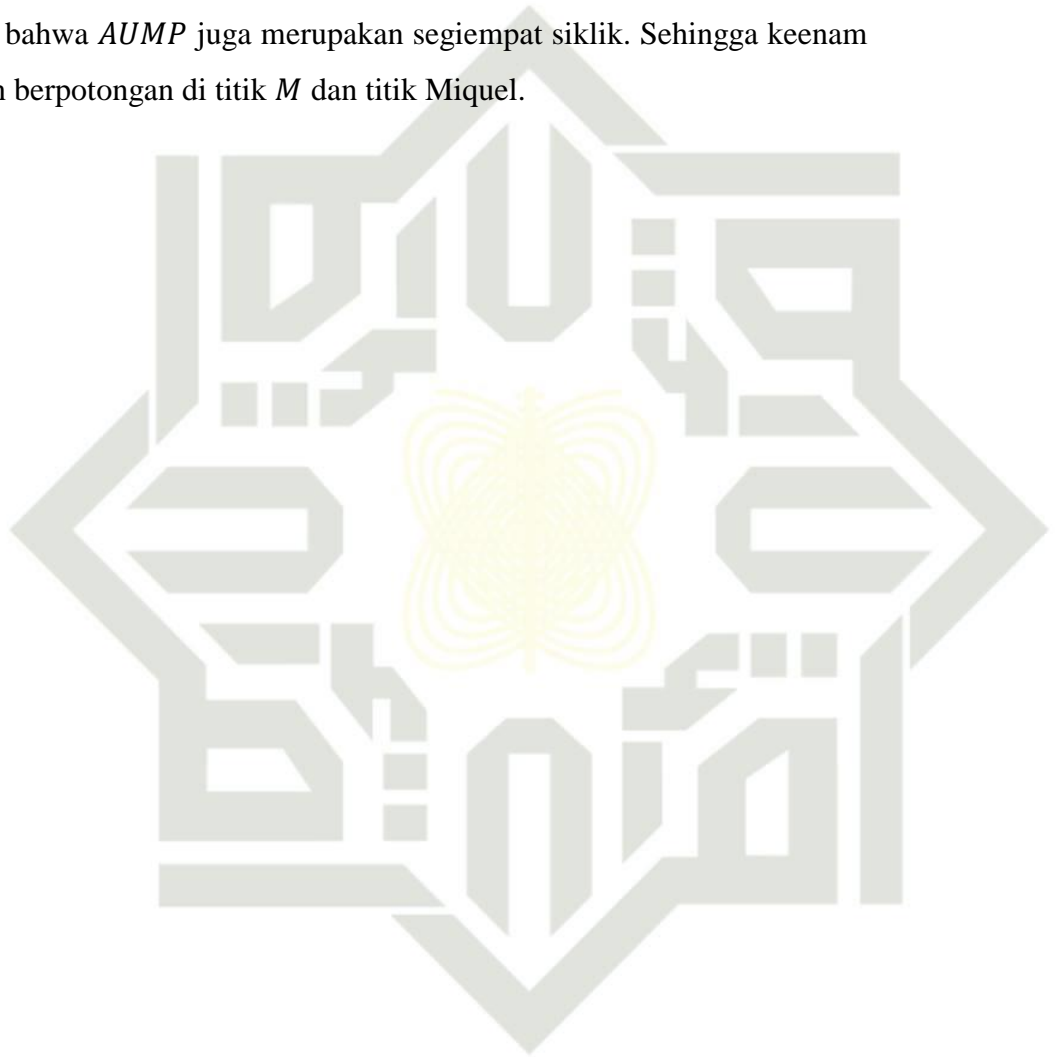 bahwa AUMP juga merupakan segiempat siklik. Sehingga keenam
berpotongan di titik M dan titik Miquel.